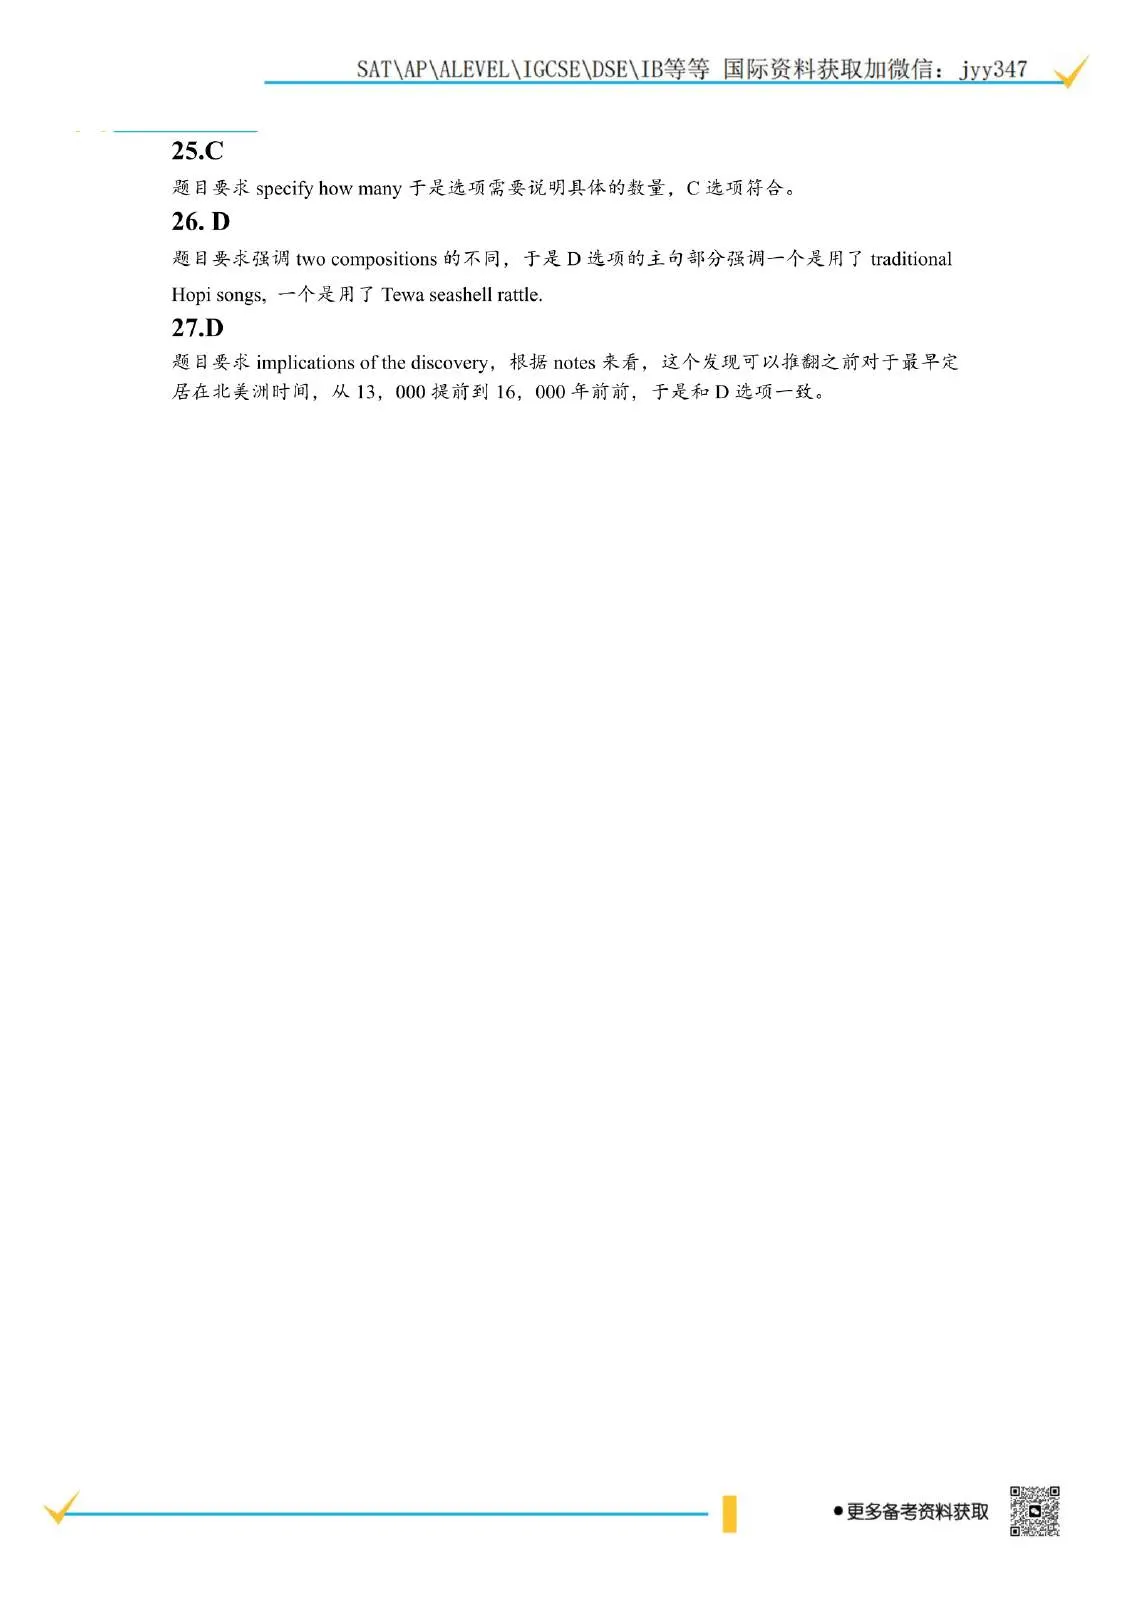 SAT\AP\ALEVEL\IGCSE\DSE\IB等等 国际资料获取加微信：jyy347
25.C
题目要求 specify how many 于是选项需要说明具体的数量，C 选项符合。
26. D
题目要求强调 two compositions 的不同，于是 D 选项的主句部分强调一个是用了 traditional
Hopi songs, 一个是用了 Tewa seashell rattle.
27.D
题目要求 implications of the discovery，根据 notes 来看，这个发现可以推翻之前对于最早定
居在北美洲时间，从 13，000 提前到 16，000 年前前，于是和 D 选项一致。
●更多备考资料获取